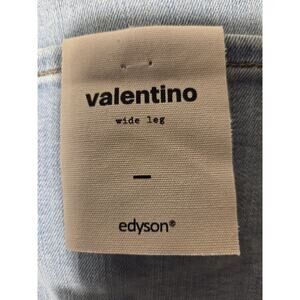 valentino
wide leg
—
edyson®